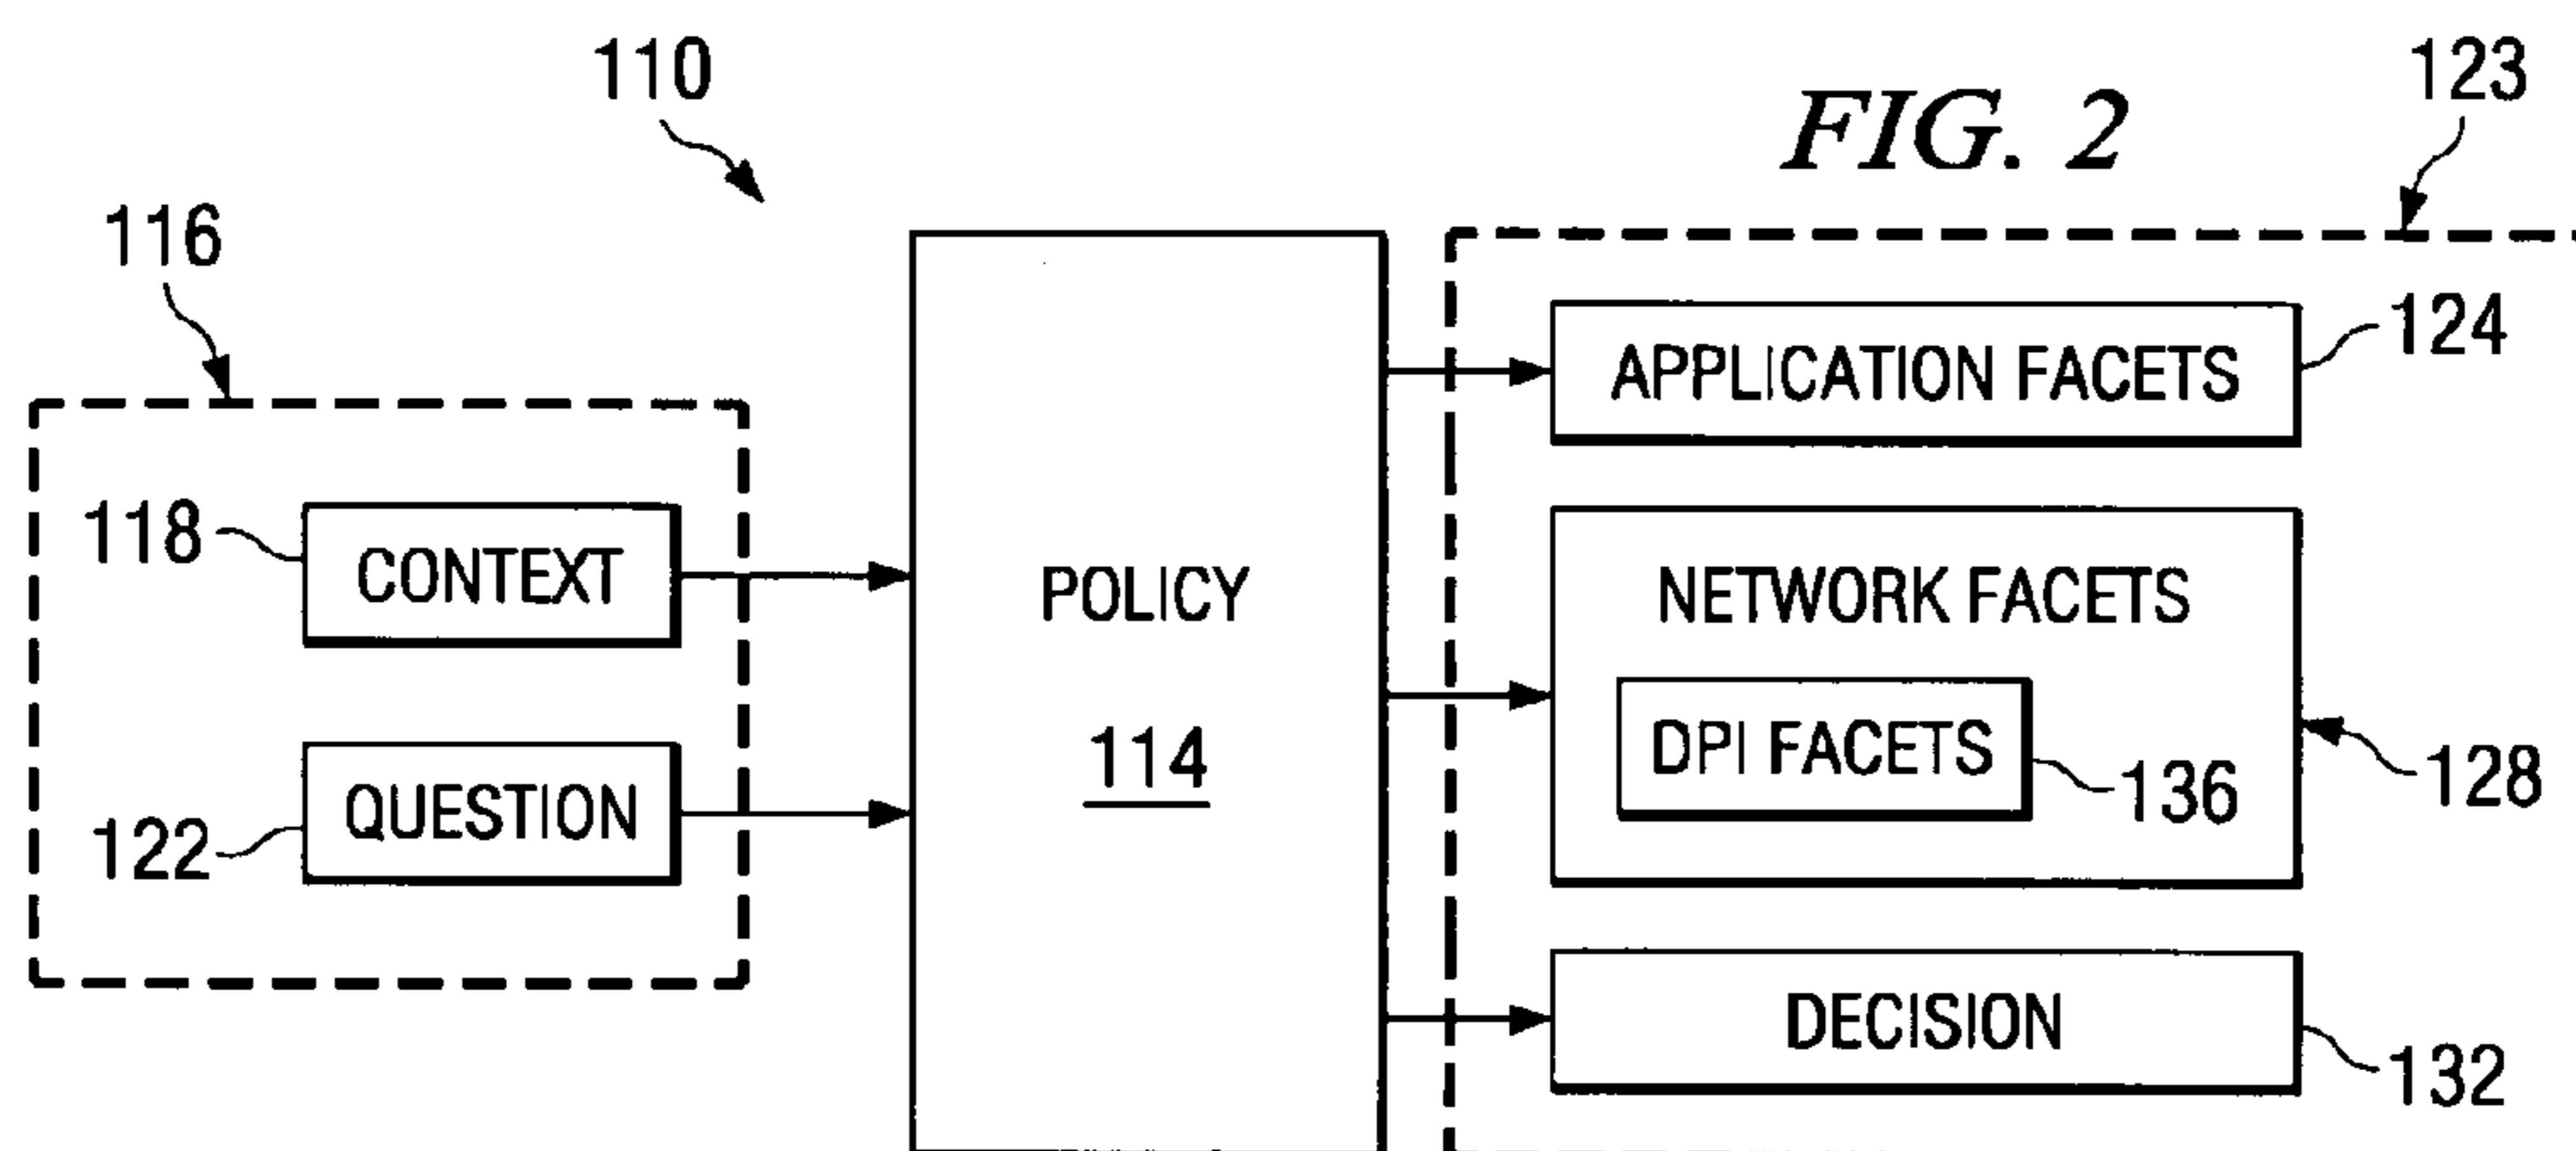 110
FIG. 2
123
116
124
APPLICATION FACETS
118
CONTEXT
POLICY
114
NETWORK FACETS
DPI FACETS
136
128
122
QUESTION
DECISION
132